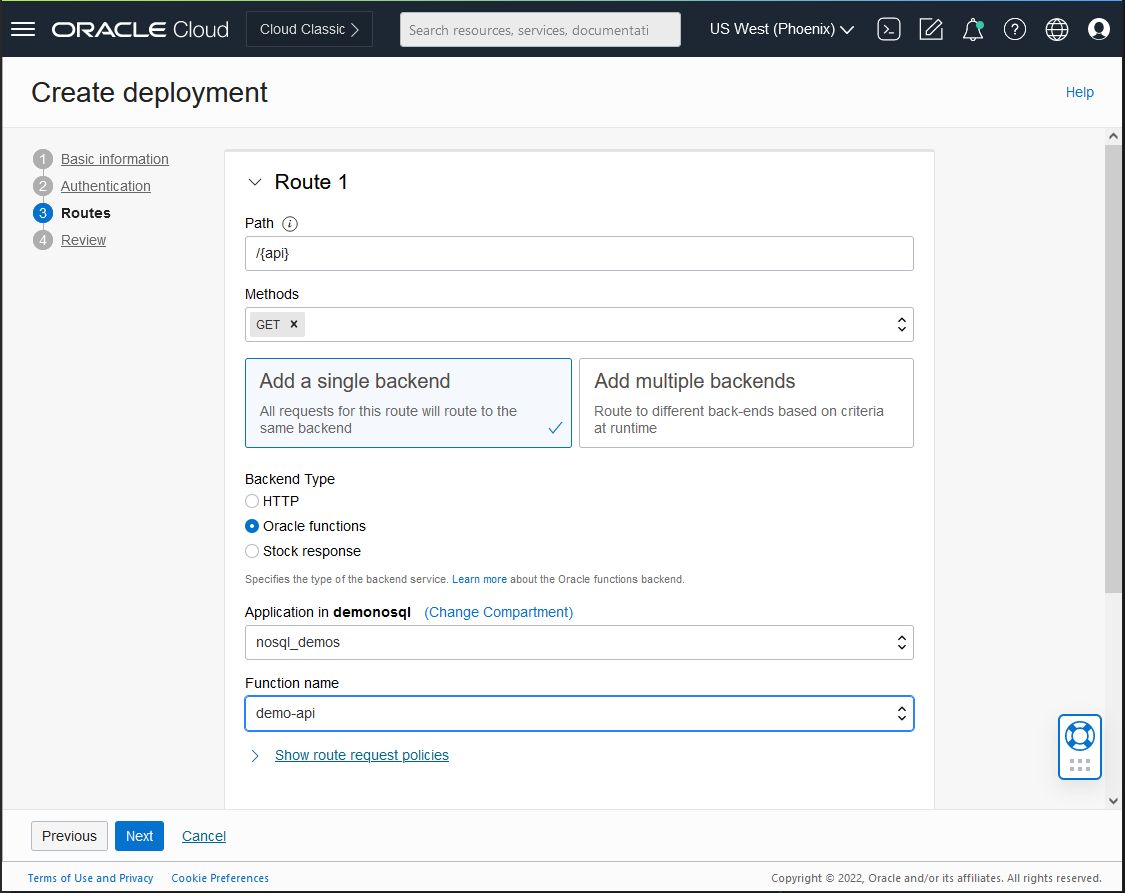 ORACLE Cloud
Cloud Classic
Search resources, services, documentati
US West (Phoenix)
Create deployment
Help
1 Basic information
2 Authentication
3 Routes
4 Review
Route 1
Path i
/{api}
Methods
GET ×
Add a single backend
All requests for this route will route to the
same backend
Add multiple backends
Route to different back-ends based on criteria
at runtime
Backend Type
HTTP
Oracle functions
Stock response
Specifies the type of the backend service. Learn more about the Oracle functions backend.
Application in demonosql (Change Compartment)
nosql_demos
Function name
demo-api
Show route request policies
Previous
Next
Cancel
Terms of Use and Privacy
Cookie Preferences
Copyright © 2022, Oracle and/or its affiliates. All rights reserved.